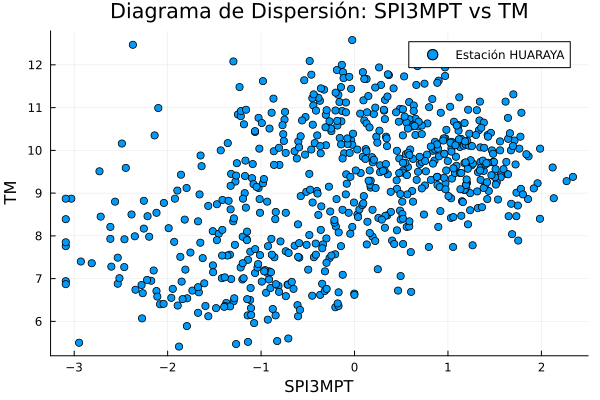 Diagrama de Dispersión: SPI3MPT vs TM
Estación HUARAYA
TM
12
11
10
9
8
7
6
−3 −2 −1 0 1 2
SPI3MPT